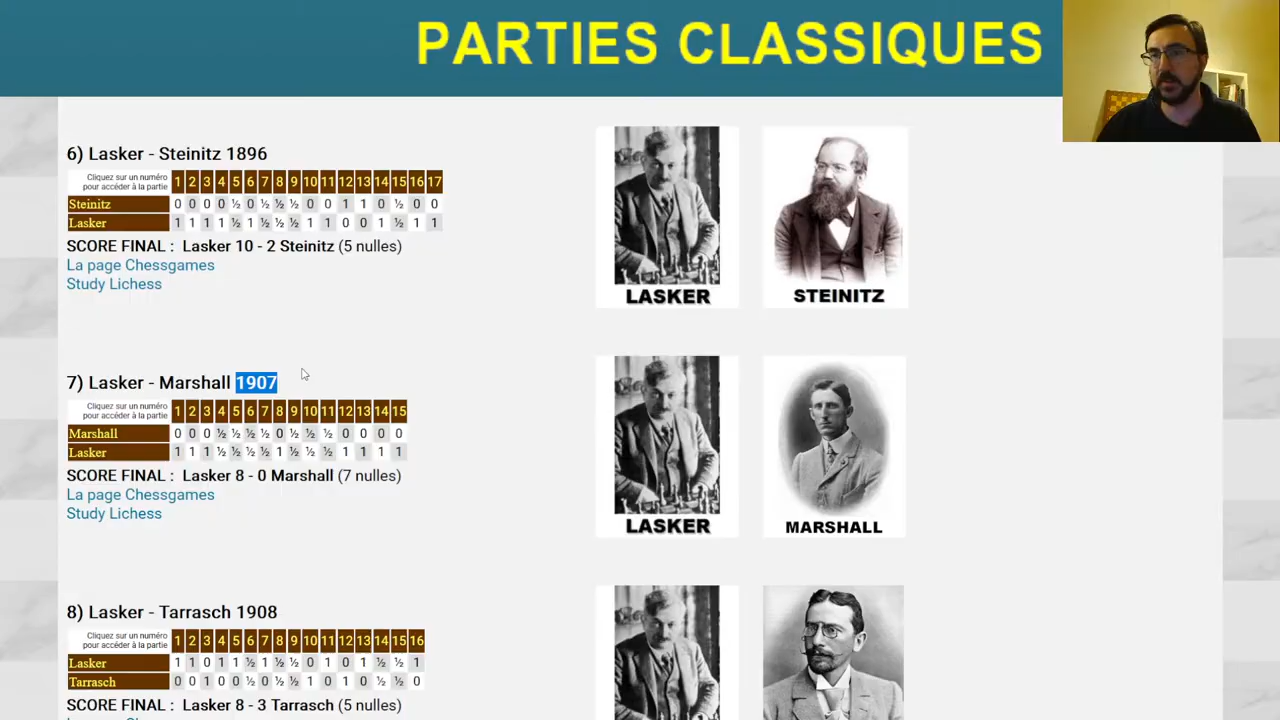 PARTIES CLASSIQUES
6) Lasker - Steinitz 1896
Cliquez sur un numéro
pour accéder à la partie
1 2 3 4 5 6 7 8 9 10 11 12 13 14 15 16 17
Steinitz 0 0 0 0 ½ 0 ½ ½ ½ 0 0 1 1 0 ½ 0 0
Lasker 1 1 1 1 ½ 1 ½ ½ ½ 1 1 0 0 1 ½ 1 1
SCORE FINAL : Lasker 10 - 2 Steinitz (5 nulles)
La page Chessgames
Study Lichess
LASKER
STEINITZ
7) Lasker - Marshall 1907
Cliquez sur un numéro
pour accéder à la partie
1 2 3 4 5 6 7 8 9 10 11 12 13 14 15
Marshall 0 0 0 ½ ½ ½ ½ 0 ½ ½ ½ 0 0 0 0
Lasker 1 1 1 ½ ½ ½ ½ 1 ½ ½ ½ 1 1 1 1
SCORE FINAL : Lasker 8 - 0 Marshall (7 nulles)
La page Chessgames
Study Lichess
LASKER
MARSHALL
8) Lasker - Tarrasch 1908
Cliquez sur un numéro
pour accéder à la partie
1 2 3 4 5 6 7 8 9 10 11 12 13 14 15 16
Lasker 1 1 0 1 1 ½ 1 ½ ½ 0 1 0 1 ½ ½ 1
Tarrasch 0 0 1 0 0 ½ 0 ½ ½ 1 0 1 0 ½ ½ 0
SCORE FINAL : Lasker 8 - 3 Tarrasch (5 nulles)